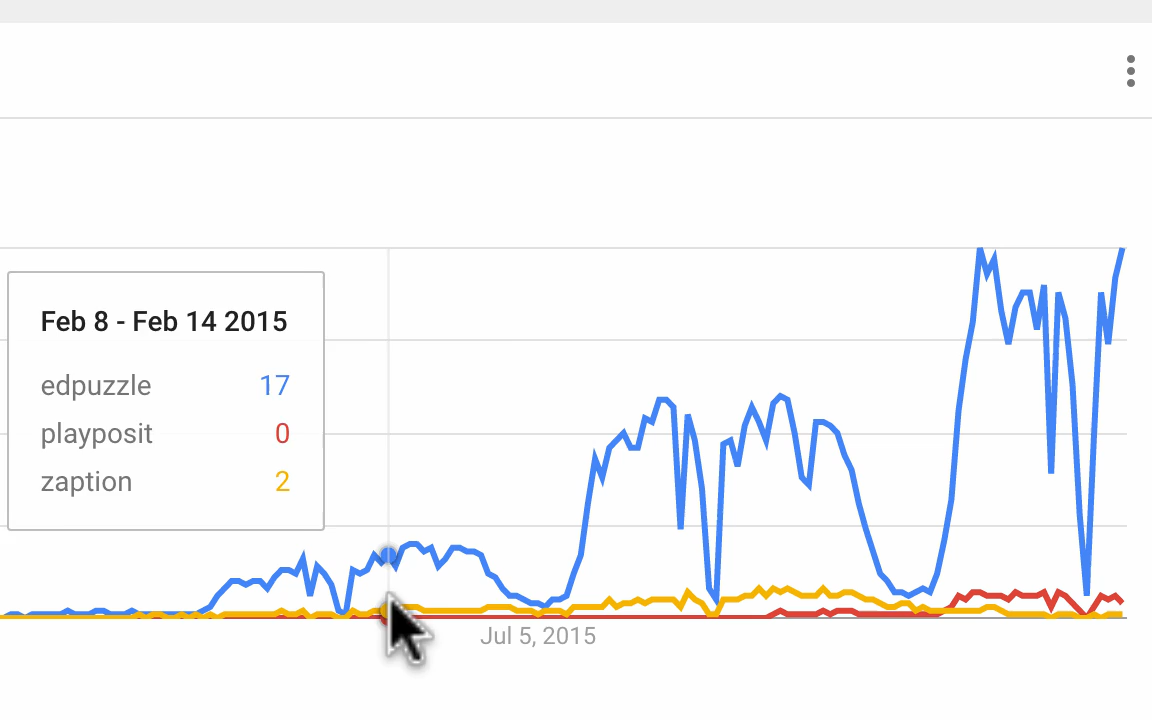 Feb 8 - Feb 14 2015
edpuzzle 17
playposit 0
zaption 2
Jul 5, 2015